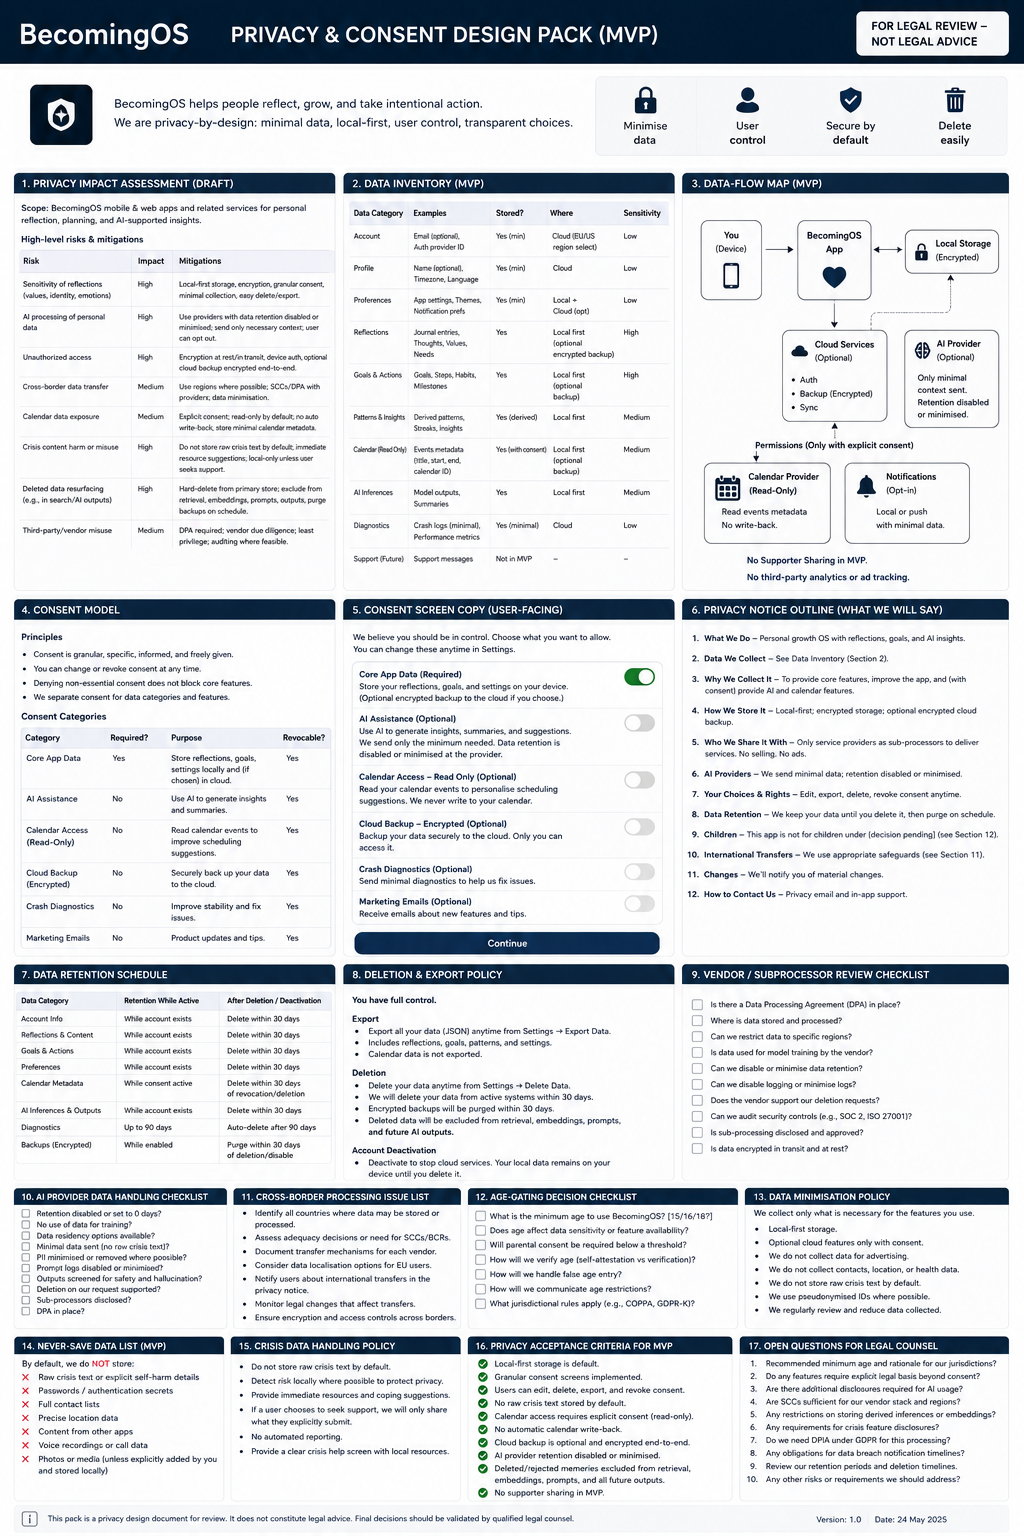 BecomingOS
PRIVACY & CONSENT DESIGN PACK (MVP)
FOR LEGAL REVIEW –
NOT LEGAL ADVICE
BecomingOS helps people reflect, grow, and take intentional action.
We are privacy-by-design: minimal data, local-first, user control, transparent choices.
Minimise
data
User
control
Secure by
default
Delete
easily
1. PRIVACY IMPACT ASSESSMENT (DRAFT)
Scope: BecomingOS mobile & web apps and related services for personal
reflection, planning, and AI-supported insights.
High-level risks & mitigations
Risk Impact Mitigations
Sensitivity of reflections
(values, identity, emotions)
High
Local-first storage, encryption, granular consent,
minimal collection, easy delete/export.
AI processing of personal
data
High
Use providers with data retention disabled or
minimised; send only necessary context; user
can opt out.
Unauthorized access
High
Encryption at rest/in transit, device auth, optional
cloud backup encrypted end-to-end.
Cross-border data transfer
Medium
Use regions where possible; SCCs/DPA with
providers; data minimisation.
Calendar data exposure
Medium
Explicit consent; read-only by default; no auto
write-back, store minimal calendar metadata.
Crisis content harm or misuse
High
Do not store raw crisis text by default, immediate
resource suggestions; local-only unless user
seeks support.
Deleted data resurfacing
(e.g., in search/AI outputs)
High
Hard-delete from primary store; exclude from
retrieval, embeddings, prompts, outputs, purge
backups on schedule.
Third-party/vendor misuse
Medium
DPA required; vendor due diligence; least
privilege; auditing where feasible.
2. DATA INVENTORY (MVP)
Data Category Examples Stored? Where Sensitivity
Account
Email (optional),
Auth provider ID
Yes (min)
Cloud (EU/US
region select)
Low
Profile
Name (optional),
Timezone, Language
Yes (min)
Cloud
Low
Preferences
App settings, Themes,
Notification prefs
Yes (min)
Local +
Cloud (opt)
Low
Reflections
Journal entries,
Thoughts, Values,
Needs
Yes
Local first
(optional
encrypted backup)
High
Goals & Actions
Goals, Steps, Habits,
Milestones
Yes
Local first
(optional
backup)
High
Patterns & Insights
Derived patterns,
Streaks, insights
Yes (derived)
Local first
Medium
Calendar (Read Only)
Events metadata
(title, start, end,
calendar ID)
Yes (with consent)
Local first
(optional
backup)
Medium
AI Inferences
Model outputs,
Summaries
Yes
Local first
Medium
Diagnostics
Crash logs (minimal),
Performance metrics
Yes (minimal)
Cloud
Low
Support (Future)
Support messages
Not in MVP
–
–
3. DATA-FLOW MAP (MVP)
You
(Device)
BecomingOS
App
Local Storage
(Encrypted)
Cloud Services
(Optional)
• Auth
• Backup (Encrypted)
• Sync
AI Provider
(Optional)
Only minimal
context sent.
Retention disabled
or minimised.
Permissions (Only with explicit consent)
Calendar Provider
(Read-Only)
Read events metadata
No write-back.
Notifications
(Opt-in)
Local or push
with minimal data.
No Supporter Sharing in MVP.
No third-party analytics or ad tracking.
4. CONSENT MODEL
Principles
• Consent is granular, specific, informed, and freely given.
• You can change or revoke consent at any time.
• Denying non-essential consent does not block core features.
• We separate consent for data categories and features.
Consent Categories
Category Required? Purpose Revocable?
Core App Data
Yes
Store reflections, goals,
settings locally and (if
chosen) in cloud.
Yes
AI Assistance
No
Use AI to generate insights
and summaries.
Yes
Calendar Access
(Read-Only)
No
Read calendar events to
improve scheduling
suggestions.
Yes
Cloud Backup
(Encrypted)
No
Securely back up your data
to the cloud.
Yes
Crash Diagnostics
No
Improve stability and fix
issues.
Yes
Marketing Emails
No
Product updates and tips.
Yes
5. CONSENT SCREEN COPY (USER-FACING)
We believe you should be in control. Choose what you want to allow.
You can change these anytime in Settings.
Core App Data (Required)
Store your reflections, goals, and settings on your device.
(Optional encrypted backup to the cloud if you choose.)
AI Assistance (Optional)
Use AI to generate insights, summaries, and suggestions.
We send only the minimum needed. Data retention is
disabled or minimised at the provider.
Calendar Access – Read Only (Optional)
Read your calendar events to personalise scheduling
suggestions. We never write to your calendar.
Cloud Backup – Encrypted (Optional)
Backup your data securely to the cloud. Only you can
access it.
Crash Diagnostics (Optional)
Send minimal diagnostics to help us fix issues.
Marketing Emails (Optional)
Receive emails about new features and tips.
Continue
6. PRIVACY NOTICE OUTLINE (WHAT WE WILL SAY)
1. What We Do – Personal growth OS with reflections, goals, and AI insights.
2. Data We Collect – See Data Inventory (Section 2).
3. Why We Collect It – To provide core features, improve the app, and (with
consent) provide AI and calendar features.
4. How We Store It – Local-first; encrypted storage; optional encrypted cloud
backup.
5. Who We Share It With – Only service providers as sub-processors to deliver
services. No selling. No ads.
6. AI Providers – We send minimal data; retention disabled or minimised.
7. Your Choices & Rights – Edit, export, delete, revoke consent anytime.
8. Data Retention – We keep your data until you delete it, then purge on schedule.
9. Children – This app is not for children under [decision pending] (see Section 12).
10. International Transfers – We use appropriate safeguards (see Section 11).
11. Changes – We'll notify you of material changes.
12. How to Contact Us – Privacy email and in-app support.
7. DATA RETENTION SCHEDULE
Data Category Retention While Active After Deletion / Deactivation
Account Info While account exists Delete within 30 days
Reflections & Content While account exists Delete within 30 days
Goals & Actions While account exists Delete within 30 days
Preferences While account exists Delete within 30 days
Calendar Metadata While consent active Delete within 30 days
of revocation/deletion
AI Inferences & Outputs While account exists Delete within 30 days
Diagnostics Up to 90 days Auto-delete after 90 days
Backups (Encrypted) While enabled Purge within 30 days
of deletion/disable
8. DELETION & EXPORT POLICY
You have full control.
Export
• Export all your data (JSON) anytime from Settings → Export Data.
• Includes reflections, goals, patterns, and settings.
• Calendar data is not exported.
Deletion
• Delete your data anytime from Settings → Delete Data.
• We will delete your data from active systems within 30 days.
• Encrypted backups will be purged within 30 days.
• Deleted data will be excluded from retrieval, embeddings, prompts,
and future AI outputs.
Account Deactivation
• Deactivate to stop cloud services. Your local data remains on your
device until you delete it.
9. VENDOR / SUBPROCESSOR REVIEW CHECKLIST
Is there a Data Processing Agreement (DPA) in place?
Where is data stored and processed?
Can we restrict data to specific regions?
Is data used for model training by the vendor?
Can we disable or minimise data retention?
Can we disable logging or minimise logs?
Does the vendor support our deletion requests?
Can we audit security controls (e.g., SOC 2, ISO 27001)?
Is sub-processing disclosed and approved?
Is data encrypted in transit and at rest?
10. AI PROVIDER DATA HANDLING CHECKLIST
Retention disabled or set to 0 days?
No use of data for training?
Data residency options available?
Minimal data sent (no raw crisis text)?
PII minimised or removed where possible?
Prompt logs disabled or minimised?
Outputs screened for safety and hallucination?
Deletion on our request supported?
Sub-processors disclosed?
DPA in place?
11. CROSS-BORDER PROCESSING ISSUE LIST
• Identify all countries where data may be stored or
processed.
• Assess adequacy decisions or need for SCCs/BCRs.
• Document transfer mechanisms for each vendor.
• Consider data localisation options for EU users.
• Notify users about international transfers in the
privacy notice.
• Monitor legal changes that affect transfers.
• Ensure encryption and access controls across borders.
12. AGE-GATING DECISION CHECKLIST
What is the minimum age to use BecomingOS? [15/16/18?]
Does age affect data sensitivity or feature availability?
Will parental consent be required below a threshold?
How will we verify age (self-attestation vs verification)?
How will we handle false age entry?
How will we communicate age restrictions?
What jurisdictional rules apply (e.g., COPPA, GDPR-K)?
13. DATA MINIMISATION POLICY
We collect only what is necessary for the features you use.
• Local-first storage.
• Optional cloud features only with consent.
• We do not collect data for advertising.
• We do not collect contacts, location, or health data.
• We do not store raw crisis text by default.
• We use pseudonymised IDs where possible.
• We regularly review and reduce data collected.
14. NEVER-SAVE DATA LIST (MVP)
By default, we do NOT store:
Raw crisis text or explicit self-harm details
Passwords / authentication secrets
Full contact lists
Precise location data
Content from other apps
Voice recordings or call data
Photos or media (unless explicitly added by you
and stored locally)
15. CRISIS DATA HANDLING POLICY
• Do not store raw crisis text by default.
• Detect risk locally where possible to protect privacy.
• Provide immediate resources and coping suggestions.
• If a user chooses to seek support, we will only share
what they explicitly submit.
• No automated reporting.
• Provide a clear crisis help screen with local resources.
16. PRIVACY ACCEPTANCE CRITERIA FOR MVP
Local-first storage is default.
Granular consent screens implemented.
Users can edit, delete, export, and revoke consent.
No raw crisis text stored by default.
Calendar access requires explicit consent (read-only).
No automatic calendar write-back.
Cloud backup is optional and encrypted end-to-end.
AI provider retention disabled or minimised.
Deleted/rejected memories excluded from retrieval,
embeddings, prompts, and all future outputs.
No supporter sharing in MVP.
17. OPEN QUESTIONS FOR LEGAL COUNSEL
1. Recommended minimum age and rationale for our jurisdictions?
2. Do any features require explicit legal basis beyond consent?
3. Are there additional disclosures required for AI usage?
4. Are SCCs sufficient for our vendor stack and regions?
5. Any restrictions on storing derived inferences or embeddings?
6. Any requirements for crisis feature disclosures?
7. Do we need DPIA under GDPR for this processing?
8. Any obligations for data breach notification timelines?
9. Review our retention periods and deletion timelines.
10. Any other risks or requirements we should address?
This pack is a privacy design document for review. It does not constitute legal advice. Final decisions should be validated by qualified legal counsel.
Version: 1.0
Date: 24 May 2025